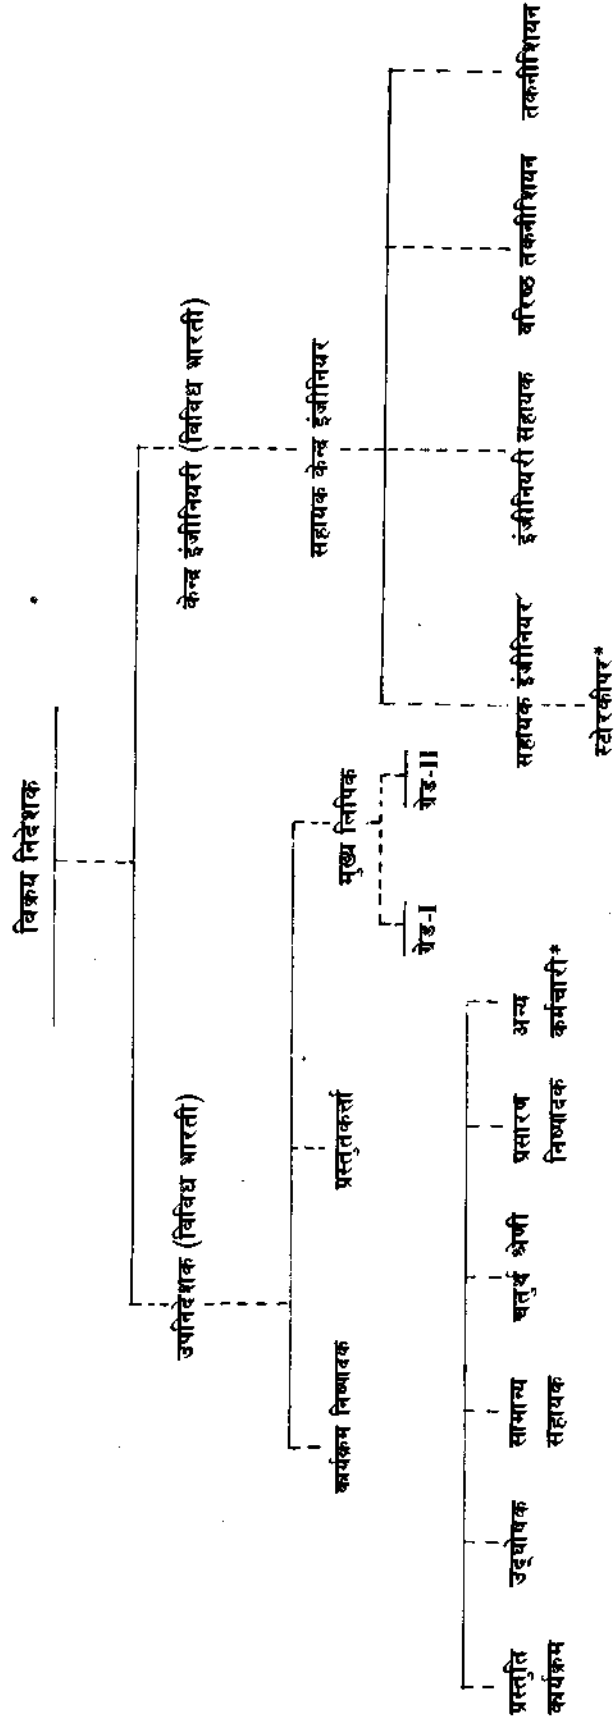 विक्रय निदेशक
उपनिदेशक (विविध भारती)
केन्द्र इंजीनियरी (विविध भारती)
कार्यक्रम निष्पादक
प्रस्तुतकर्त्ता
मुख्य लिपिक
सहायक केन्द्र इंजीनियर
ग्रेड-I
ग्रेड-II
प्रस्तुति
कार्यक्रम
उद्घोषक
सामान्य
सहायक
चतुर्थ श्रेणी
प्रसारण
निष्पादक
अन्य
कर्मचारी*
सहायक इंजीनियर
स्टोरकीपर*
इंजीनियरी सहायक
वरिष्ठ तकनीशियन
तकनीशियन